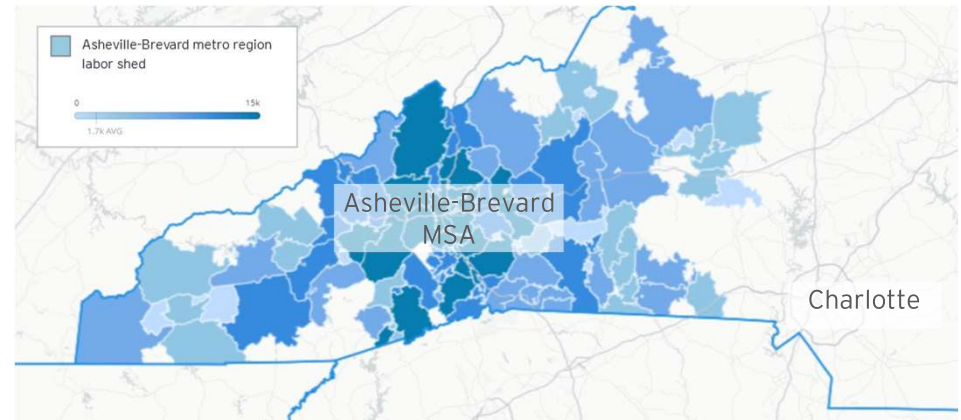 Asheville-Brevard metro region
labor shed
0 15k
1.7k AVG
Asheville-Brevard
MSA
Charlotte